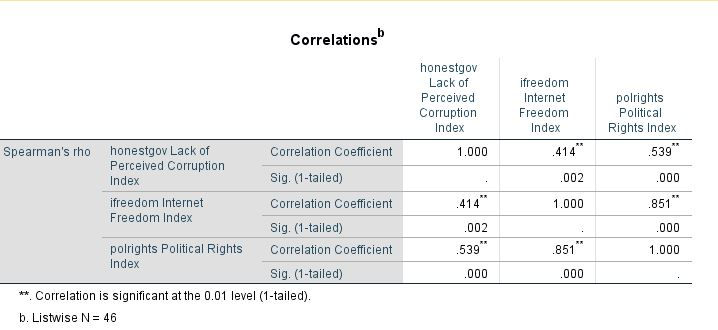 Correlationsb
honestgov
Lack of
Perceived
Corruption
Index
ifreedom
Internet
Freedom
Index
polrights
Political
Rights Index
Spearman's rho
honestgov Lack of
Perceived Corruption
Index
Correlation Coefficient 1.000 .414** .539**
Sig. (1-tailed) . .002 .000
ifreedom Internet
Freedom Index
Correlation Coefficient .414** 1.000 .851**
Sig. (1-tailed) .002 . .000
polrights Political Rights
Index
Correlation Coefficient .539** .851** 1.000
Sig. (1-tailed) .000 .000 .
**. Correlation is significant at the 0.01 level (1-tailed).
b. Listwise N = 46